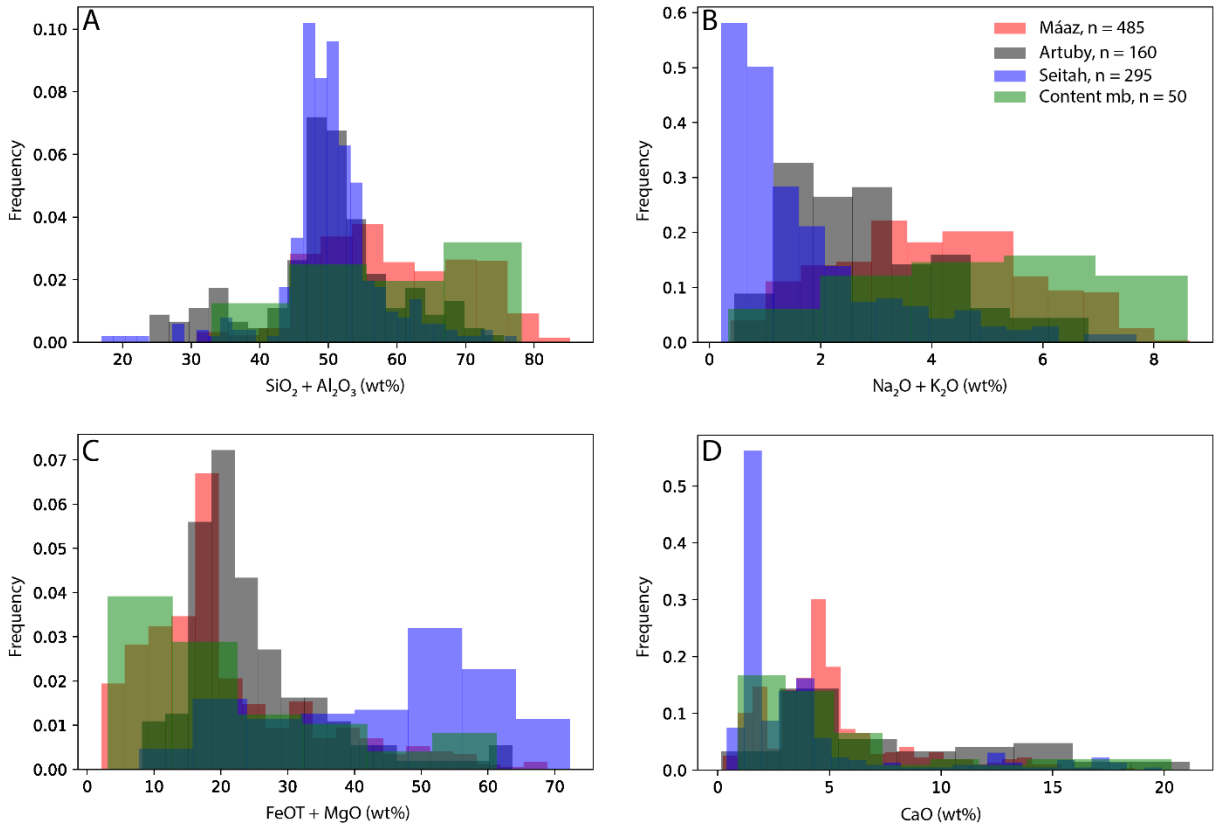 A
0.10
0.08
0.06
0.04
0.02
0.00
Frequency
20 30 40 50 60 70 80
SiO₂ + Al₂O₃ (wt%)
B
0.6
0.5
0.4
0.3
0.2
0.1
0.0
Frequency
0 2 4 6 8
Na₂O + K₂O (wt%)
Máaz, n = 485
Artuby, n = 160
Seitah, n = 295
Content mb, n = 50
C
0.07
0.06
0.05
0.04
0.03
0.02
0.01
0.00
Frequency
0 10 20 30 40 50 60 70
FeOT + MgO (wt%)
D
0.5
0.4
0.3
0.2
0.1
0.0
Frequency
0 5 10 15 20
CaO (wt%)